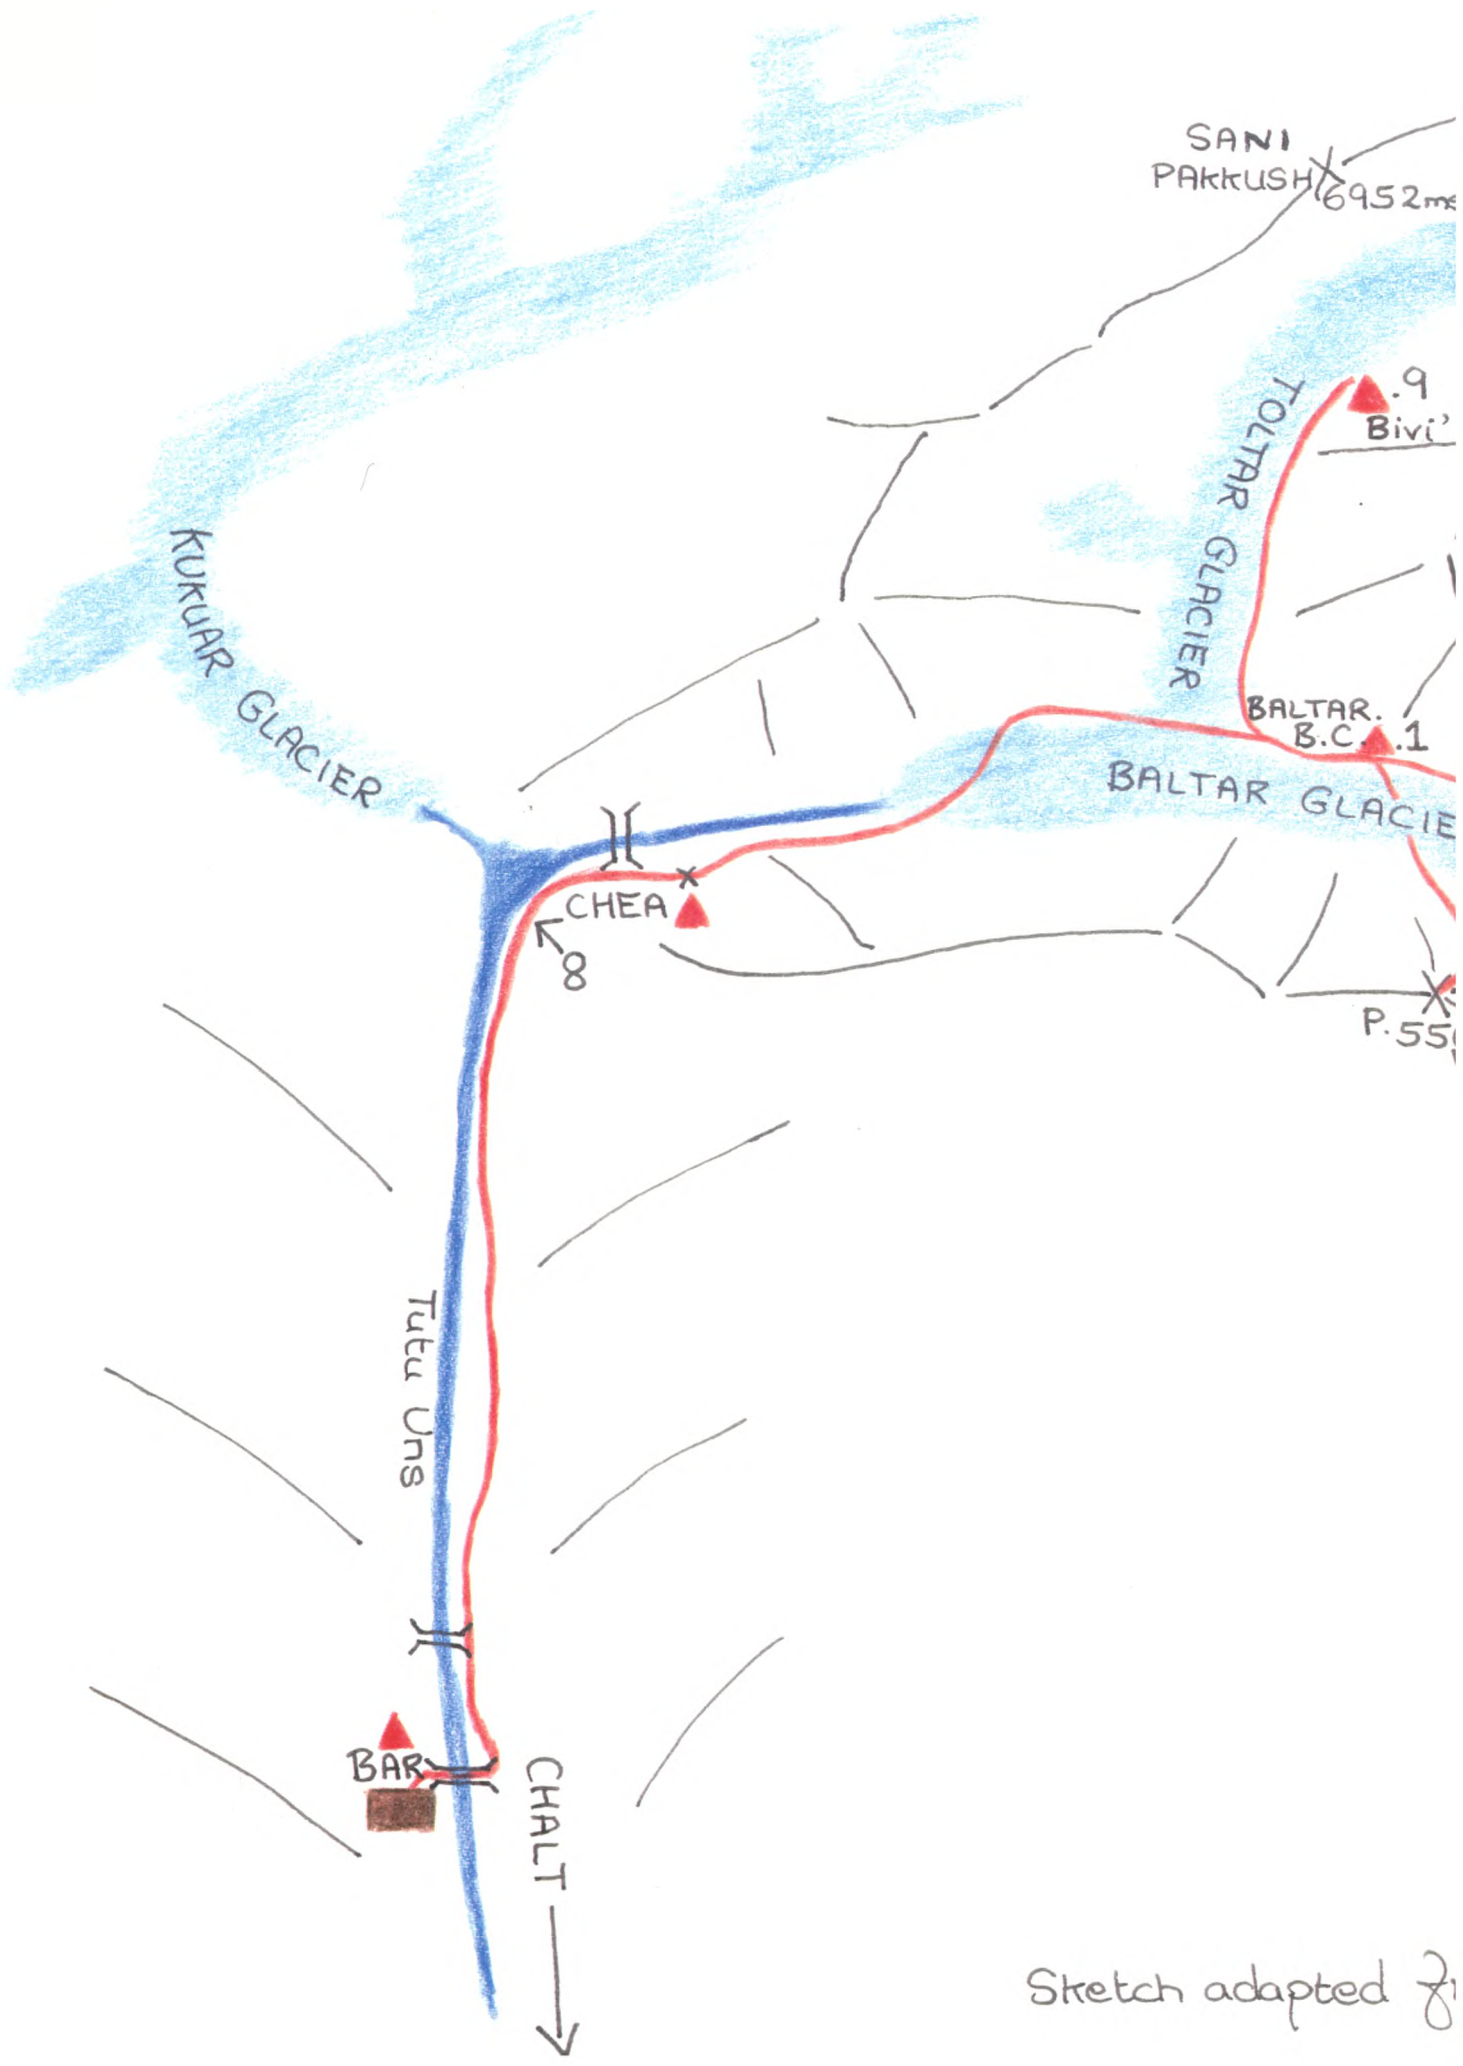 SANI
PAKKUSH
6952m
.9
Bivi'
TOLTAR GLACIER
KUKUAR GLACIER
BALTAR.
B.C. .1
BALTAR GLACIE
CHEA
8
P.55
Tutu Uns
BAR
CHALT
Sketch adapted